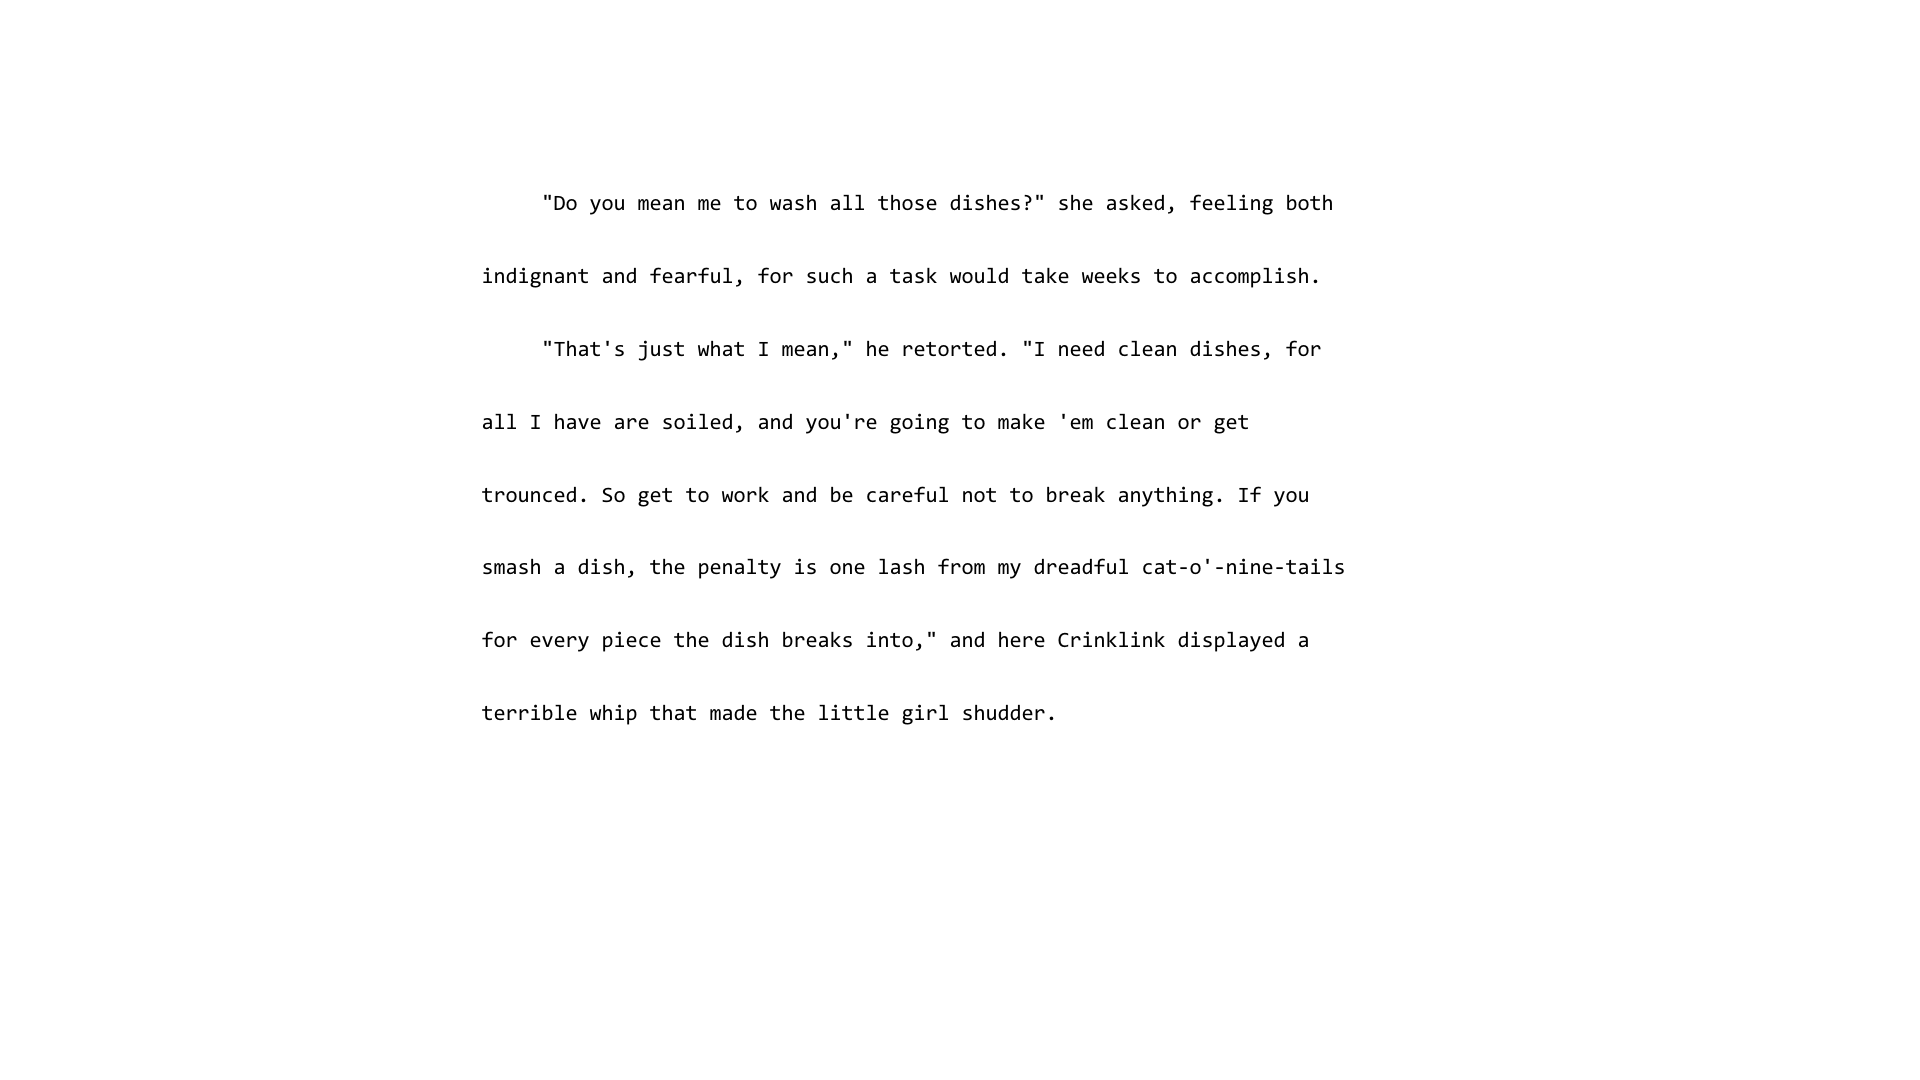 "Do you mean me to wash all those dishes?" she asked, feeling both
indignant and fearful, for such a task would take weeks to accomplish.
"That's just what I mean," he retorted. "I need clean dishes, for
all I have are soiled, and you're going to make 'em clean or get
trounced. So get to work and be careful not to break anything. If you
smash a dish, the penalty is one lash from my dreadful cat-o'-nine-tails
for every piece the dish breaks into," and here Crinklink displayed a
terrible whip that made the little girl shudder.